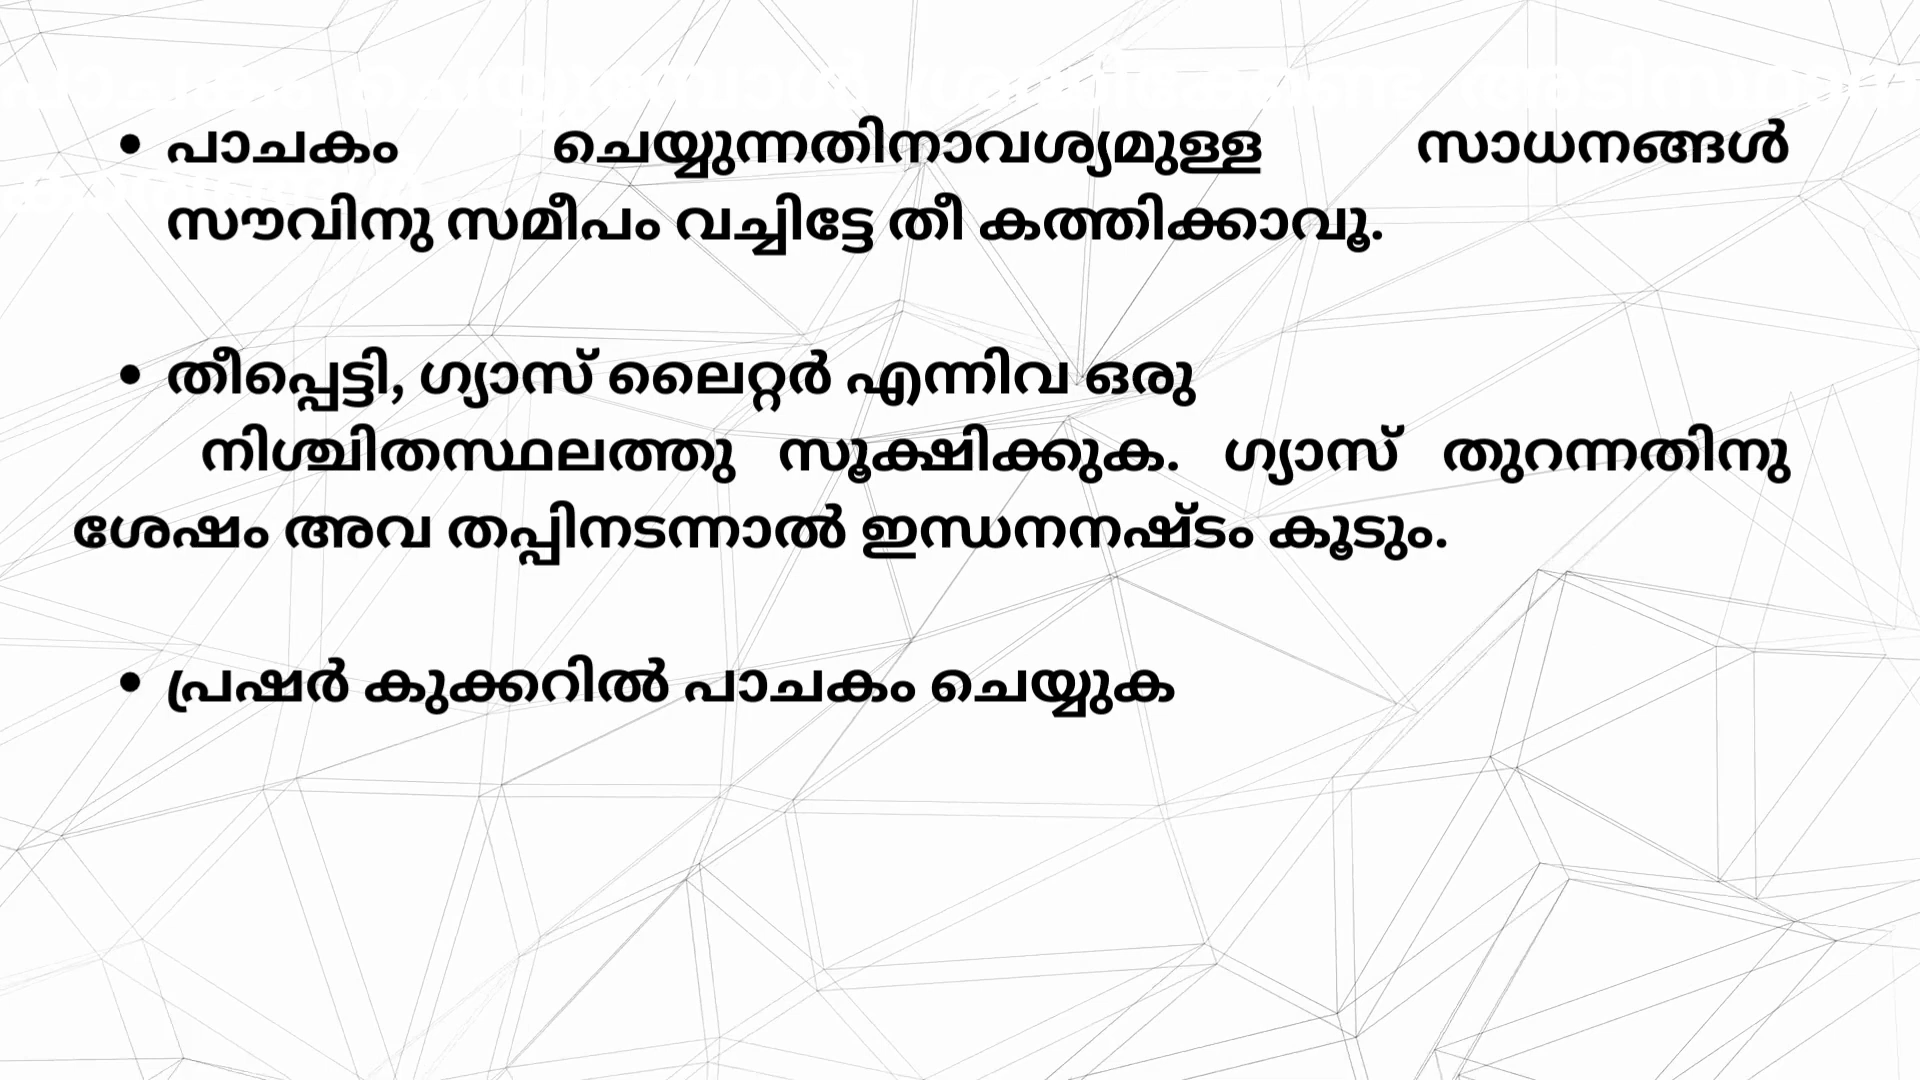 പാചകം ചെയ്യുന്നതിനാവശ്യമുള്ള സാധനങ്ങൾ
സൗവിനു സമീപം വച്ചിട്ടേ തീ കത്തിക്കാവൂ.
തീപ്പെട്ടി, ഗ്യാസ് ലൈറ്റർ എന്നിവ ഒരു
നിശ്ചിതസ്ഥലത്തു സൂക്ഷിക്കുക. ഗ്യാസ് തുറന്നതിനു
ശേഷം അവ തപ്പിനടന്നാൽ ഇന്ധനനഷ്ടം കൂടും.
പ്രഷർ കുക്കറിൽ പാചകം ചെയ്യുക